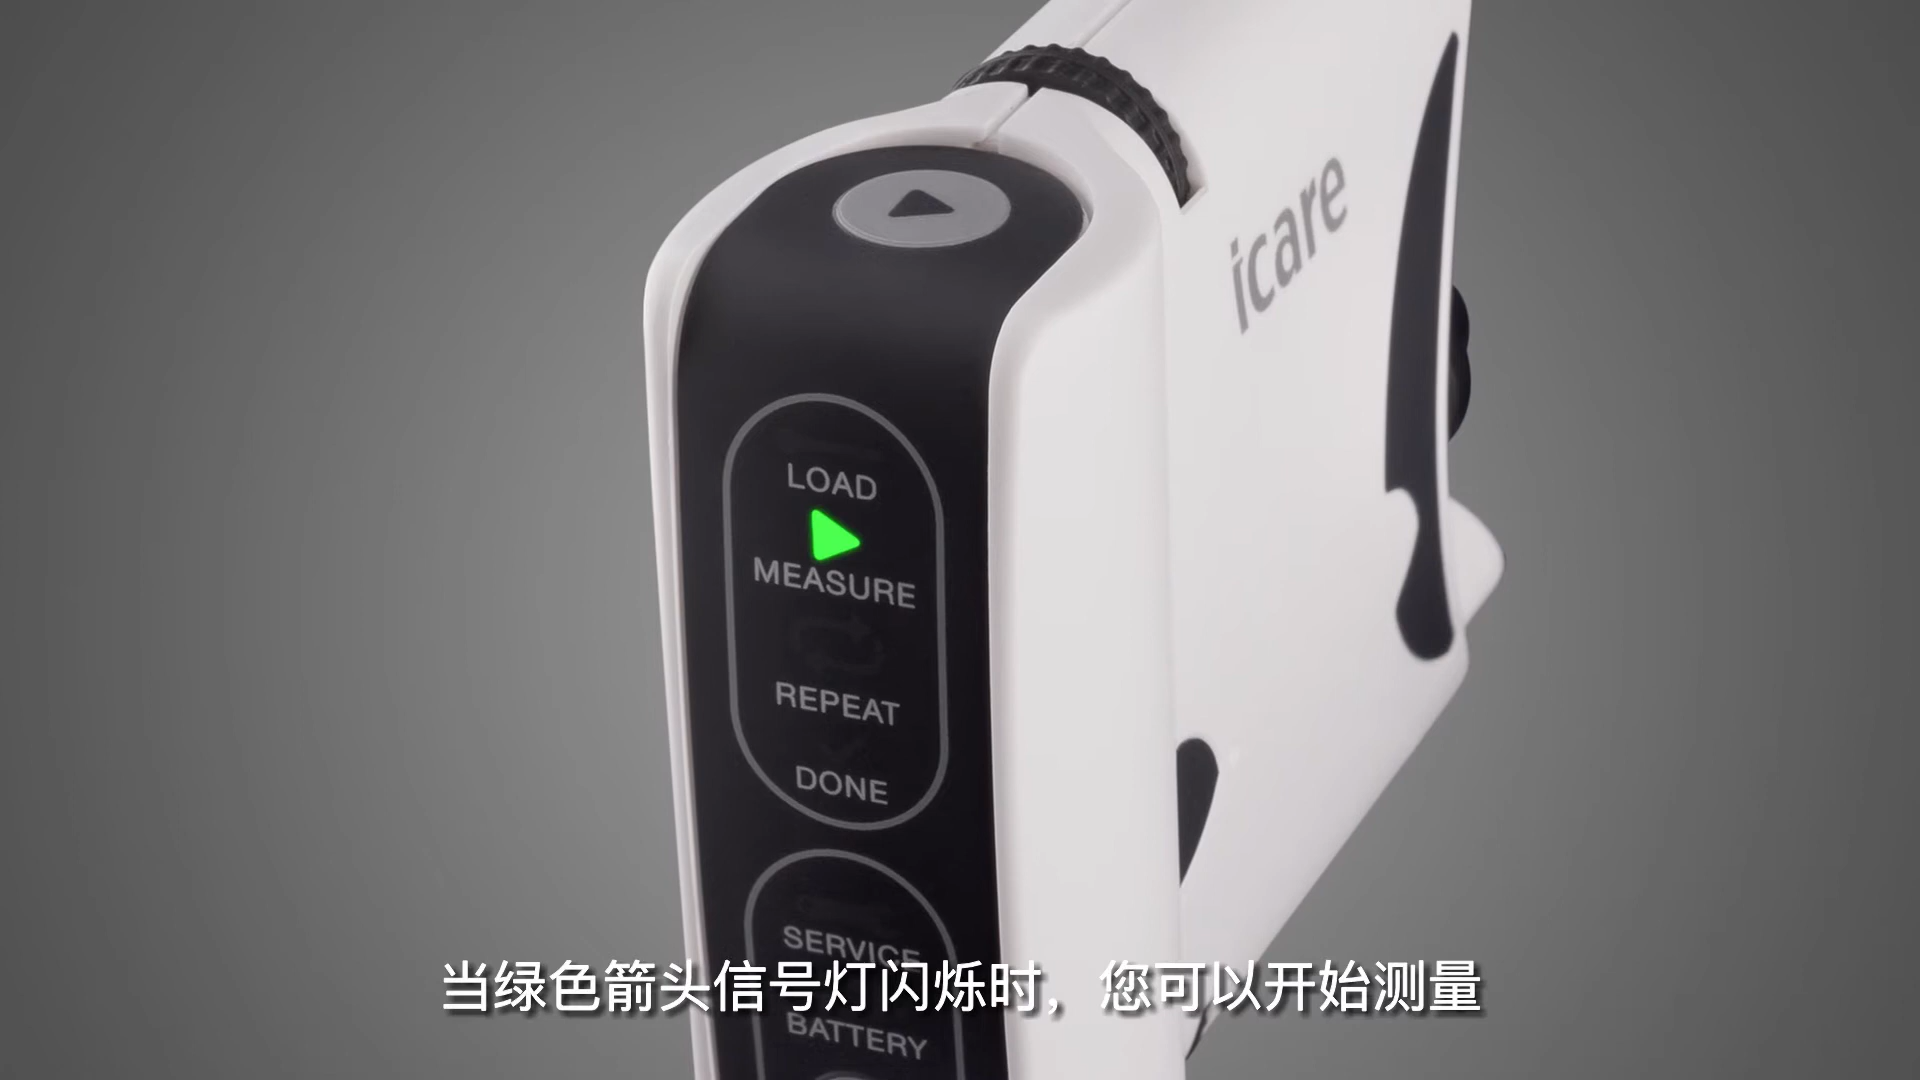 icare
LOAD
MEASURE
REPEAT
DONE
SERVICE
当绿色箭头信号灯闪烁时，您可以开始测量
BATTERY